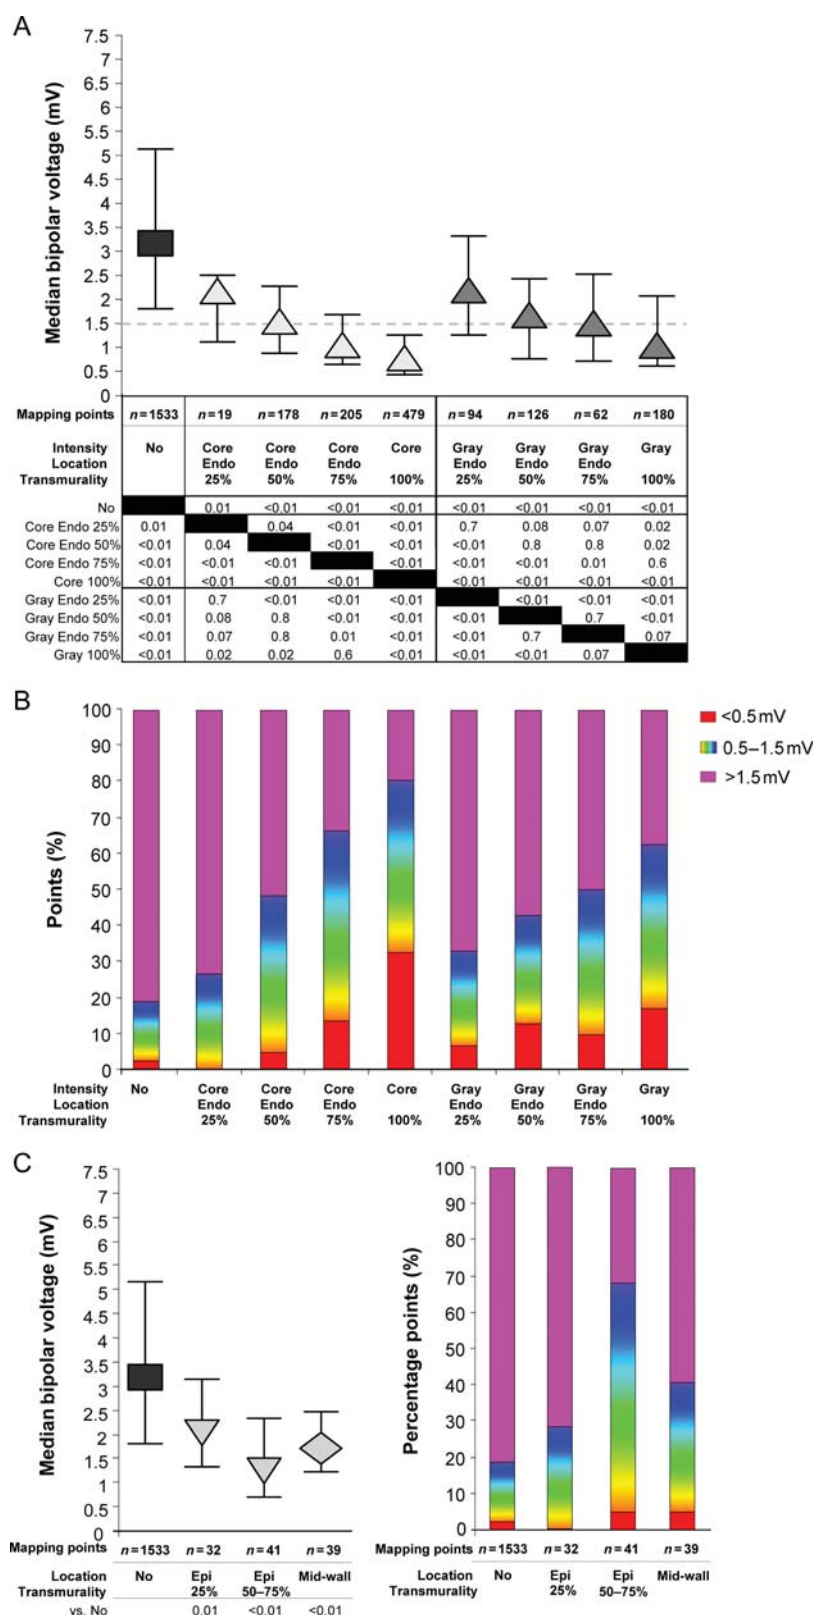 A
Median bipolar voltage (mV)
7.5
7
6.5
6
5.5
5
4.5
4
3.5
3
2.5
2
1.5
1
0.5
0
Mapping points n=1533 n=19 n=178 n=205 n=479 n=94 n=126 n=62 n=180
Intensity No Core Core Core Core Gray Gray Gray Gray
Location Endo Endo Endo Endo Endo Endo
Transmurality 25% 50% 75% 100% 25% 50% 75% 100%
No 0.01 <0.01 <0.01 <0.01 <0.01 <0.01 <0.01 <0.01
Core Endo 25% 0.01 0.04 <0.01 <0.01 0.7 0.08 0.07 0.02
Core Endo 50% <0.01 0.04 <0.01 <0.01 <0.01 0.8 0.8 0.02
Core Endo 75% <0.01 <0.01 <0.01 <0.01 <0.01 <0.01 0.01 0.6
Core 100% <0.01 <0.01 <0.01 <0.01 <0.01 <0.01 <0.01 <0.01
Gray Endo 25% <0.01 0.7 <0.01 <0.01 <0.01 <0.01 <0.01 <0.01
Gray Endo 50% <0.01 0.08 0.8 <0.01 <0.01 <0.01 0.7 <0.01
Gray Endo 75% <0.01 0.07 0.8 0.01 <0.01 <0.01 0.7 0.07
Gray 100% <0.01 0.02 0.02 0.6 <0.01 <0.01 <0.01 0.07
B
Points (%)
100
90
80
70
60
50
40
30
20
10
0
<0.5 mV
0.5–1.5 mV
>1.5 mV
Intensity No Core Core Core Core Gray Gray Gray Gray
Location Endo Endo Endo Endo Endo Endo
Transmurality 25% 50% 75% 100% 25% 50% 75% 100%
C
Median bipolar voltage (mV)
7.5
7
6.5
6
5.5
5
4.5
4
3.5
3
2.5
2
1.5
1
0.5
0
Mapping points n=1533 n=32 n=41 n=39
Location No Epi Epi Mid-wall
Transmurality 25% 50–75%
vs. No 0.01 <0.01 <0.01
Percentage points (%)
100
90
80
70
60
50
40
30
20
10
0
Mapping points n=1533 n=32 n=41 n=39
Location No Epi Epi Mid-wall
Transmurality 25% 50–75%